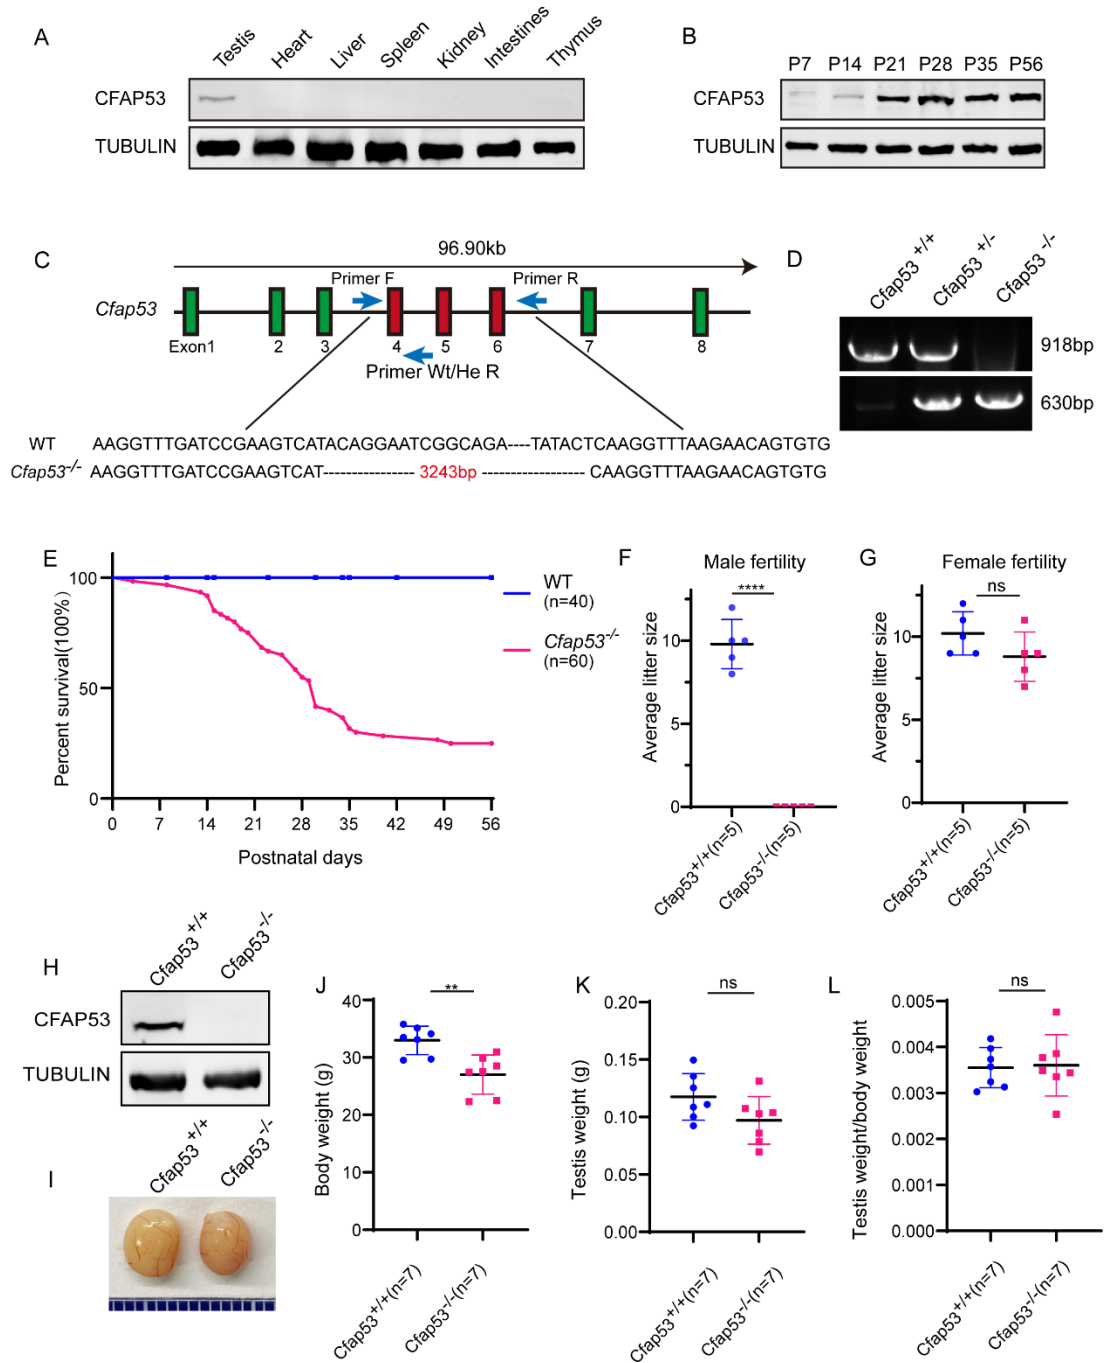 A
Testis Heart Liver Spleen Kidney Intestines Thymus
CFAP53
TUBULIN
B
P7 P14 P21 P28 P35 P56
CFAP53
TUBULIN
C
96.90kb
Primer F Primer R
Cfap53
Exon1 2 3 4 5 6 7 8
Primer Wt/He R
WT AAGGTTTGATCCGAAGTCATACAGGAATCGGCAGA----TATACTCAAGGTTTAAGAACAGTGTG
Cfap53-/- AAGGTTTGATCCGAAGTCAT---------------- 3243bp ------------------CAAGGTTTAAGAACAGTGTG
D
Cfap53 +/+ Cfap53 +/- Cfap53 -/-
918bp
630bp
E
Percent survival(100%)
100
50
0
0 7 14 21 28 35 42 49 56
Postnatal days
WT
(n=40)
Cfap53-/-
(n=60)
F
Male fertility
****
Average litter size
10
5
0
Cfap53+/+(n=5)
Cfap53-/-(n=5)
G
Female fertility
ns
Average litter size
10
5
0
Cfap53+/+(n=5)
Cfap53-/-(n=5)
H
Cfap53+/+ Cfap53-/-
CFAP53
TUBULIN
I
Cfap53+/+ Cfap53-/-
J
**
Body weight (g)
40
30
20
10
0
Cfap53+/+(n=7)
Cfap53-/-(n=7)
K
ns
Testis weight (g)
0.20
0.15
0.10
0.05
0.00
Cfap53+/+(n=7)
Cfap53-/-(n=7)
L
ns
Testis weight/body weight
0.005
0.004
0.003
0.002
0.001
0.000
Cfap53+/+(n=7)
Cfap53-/-(n=7)